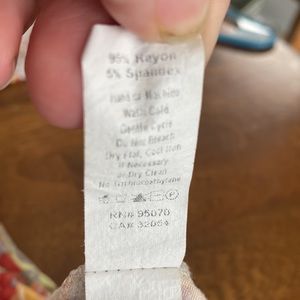 95% Rayon
5% Spandex
Hand or Machine
Wash Cold
Gentle Cycle
Do Not Bleach
Dry Flat, Cool Iron
If Necessary
or Dry Clean
No Trichloroethylene
RN# 95070
CA# 32054